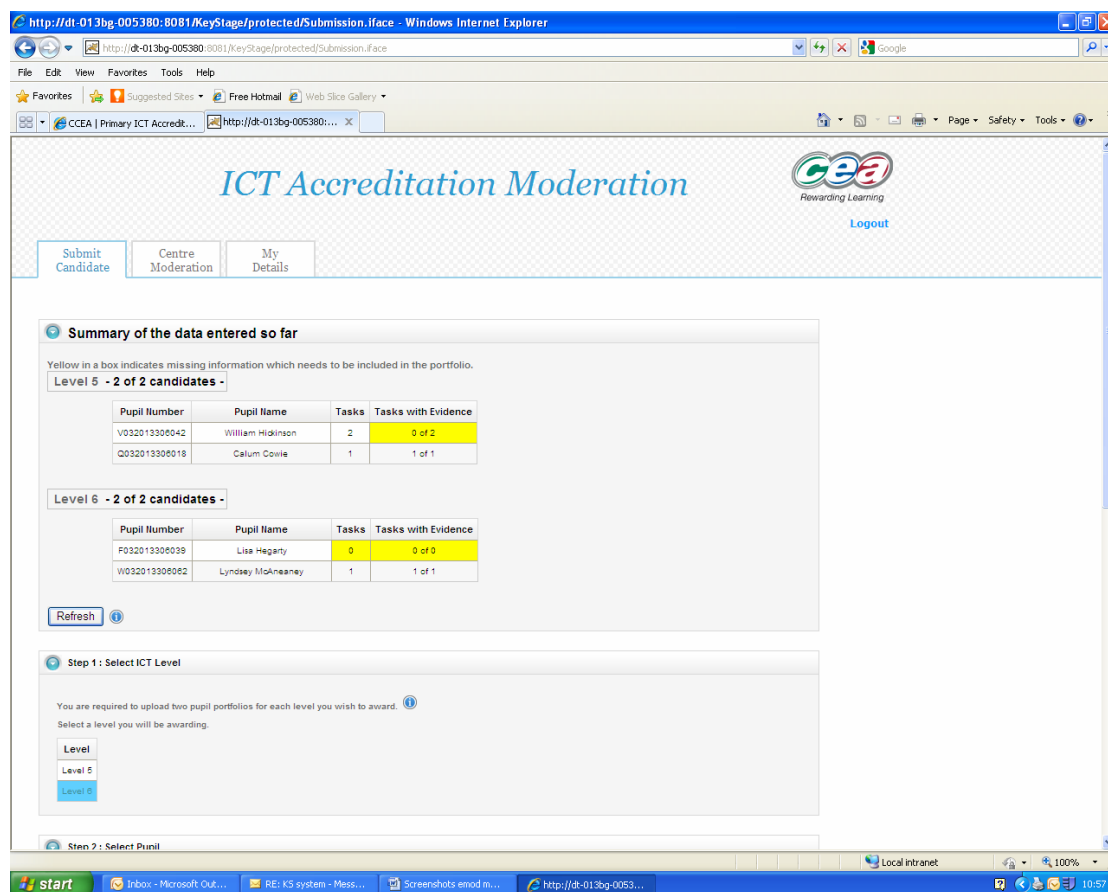 http://dt-013bg-005380:8081/KeyStage/protected/Submission.iface - Windows Internet Explorer
http://dt-013bg-005380:8081/KeyStage/protected/Submission.iface
Google
File Edit View Favorites Tools Help
Favorites Suggested Sites Free Hotmail Web Slice Gallery
CCEA | Primary ICT Accredit... http://dt-013bg-005380:... X
Page Safety Tools
ICT Accreditation Moderation
ccea
Rewarding Learning
Logout
Submit Candidate
Centre Moderation
My Details
Summary of the data entered so far
Yellow in a box indicates missing information which needs to be included in the portfolio.
Level 5 - 2 of 2 candidates -
Pupil Number Pupil Name Tasks Tasks with Evidence
V032013306042 William Hickinson 2 0 of 2
Q032013306018 Calum Cowie 1 1 of 1
Level 6 - 2 of 2 candidates -
Pupil Number Pupil Name Tasks Tasks with Evidence
F032013306039 Lisa Hegarty 0 0 of 0
W032013306062 Lyndsey McAneaney 1 1 of 1
Refresh
Step 1 : Select ICT Level
You are required to upload two pupil portfolios for each level you wish to award.
Select a level you will be awarding.
Level
Level 5
Level 6
Step 2 : Select Pupil
Local intranet 100%
start Inbox - Microsoft Out... RE: KS system - Mess... Screenshots emod m... http://dt-013bg-0053... 10:57